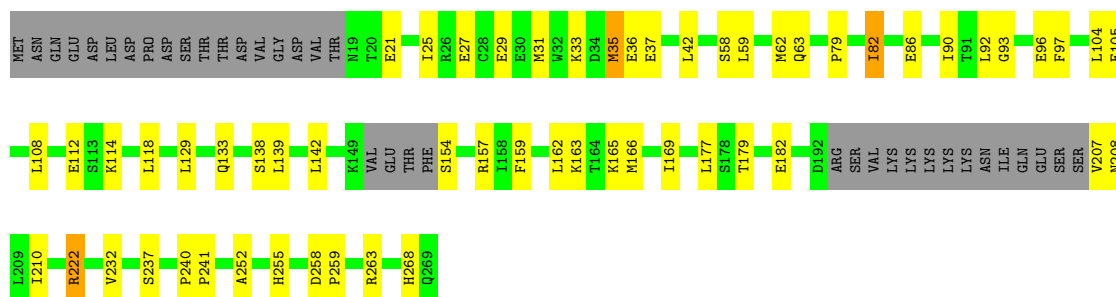 MET ASN GLN GLU ASP LEU ASP PRO ASP SER THR THR ASP VAL GLY ASP VAL THR N19 T20 E21 I25 R26 E27 C28 E29 E30 M31 W32 K33 D34 M35 E36 E37 L42 S58 L59 M62 Q63 P79 I82 E86 I90 T91 L92 G93 E96 F97 L104
L108 E112 S113 K114 L118 L129 Q133 S138 L139 L142 K149 VAL GLU THR PHE S154 R157 I158 F159 L162 K163 T164 K165 M166 I169 L177 S178 T179 E182 D192 ARG SER VAL LYS LYS LYS LYS LYS ASN ILE GLN GLU SER SER V207
L209 I210 R222 V232 S237 P240 P241 A252 H255 D258 P259 R263 H268 Q269